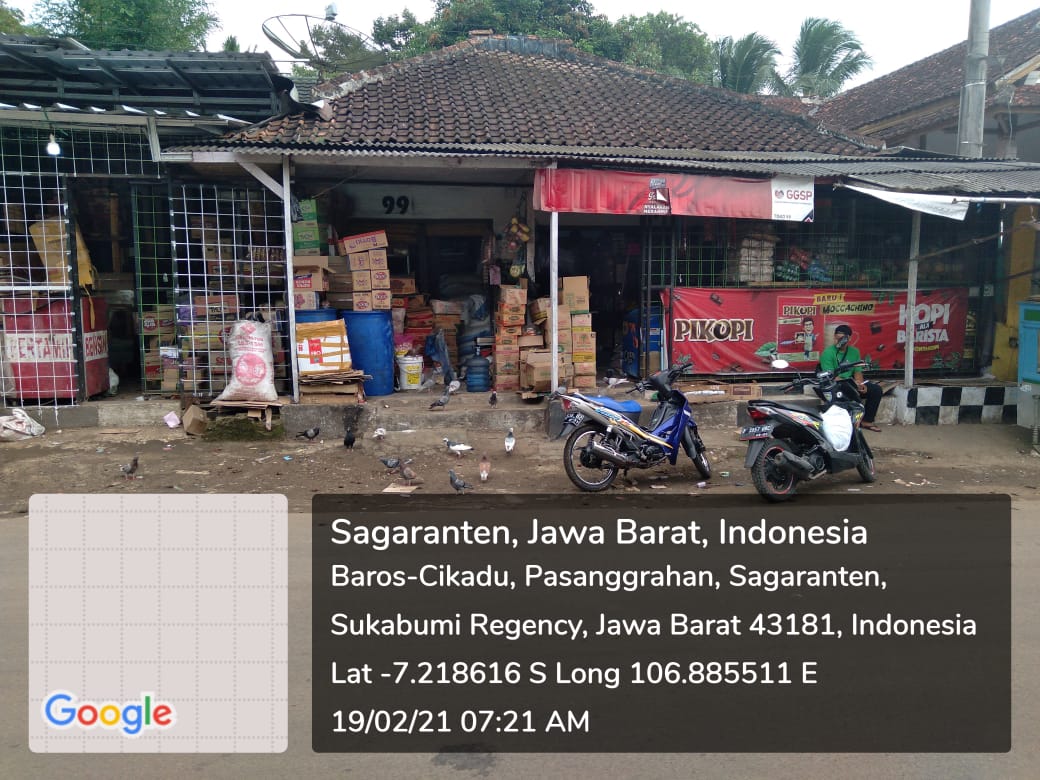 99
GGSP
PIKOPI
BARU!
PIKOPI MOCCACHINO
KOPI
ALA
BARISTA
Google
Sagaranten, Jawa Barat, Indonesia
Baros-Cikadu, Pasanggrahan, Sagaranten,
Sukabumi Regency, Jawa Barat 43181, Indonesia
Lat -7.218616 S Long 106.885511 E
19/02/21 07:21 AM